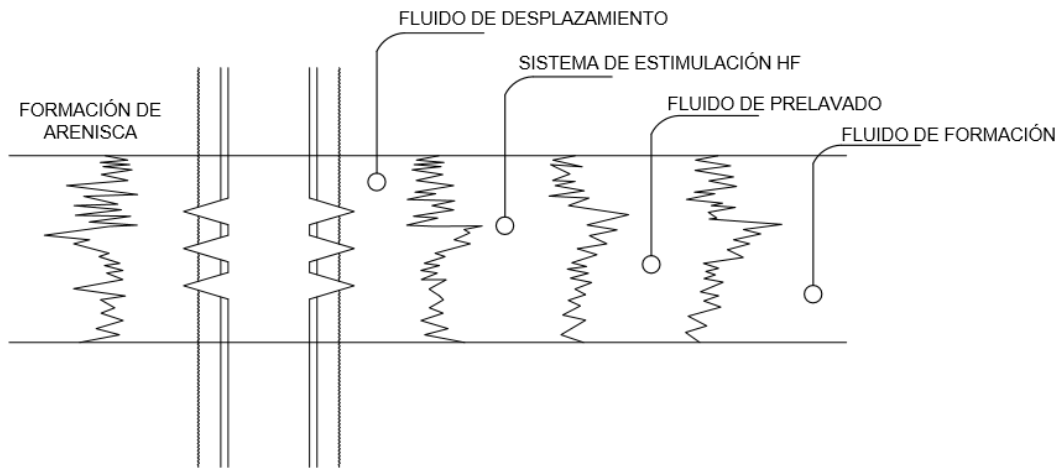 FLUIDO DE DESPLAZAMIENTO
SISTEMA DE ESTIMULACIÓN HF
FORMACIÓN DE
ARENISCA
FLUIDO DE PRELAVADO
FLUIDO DE FORMACIÓN